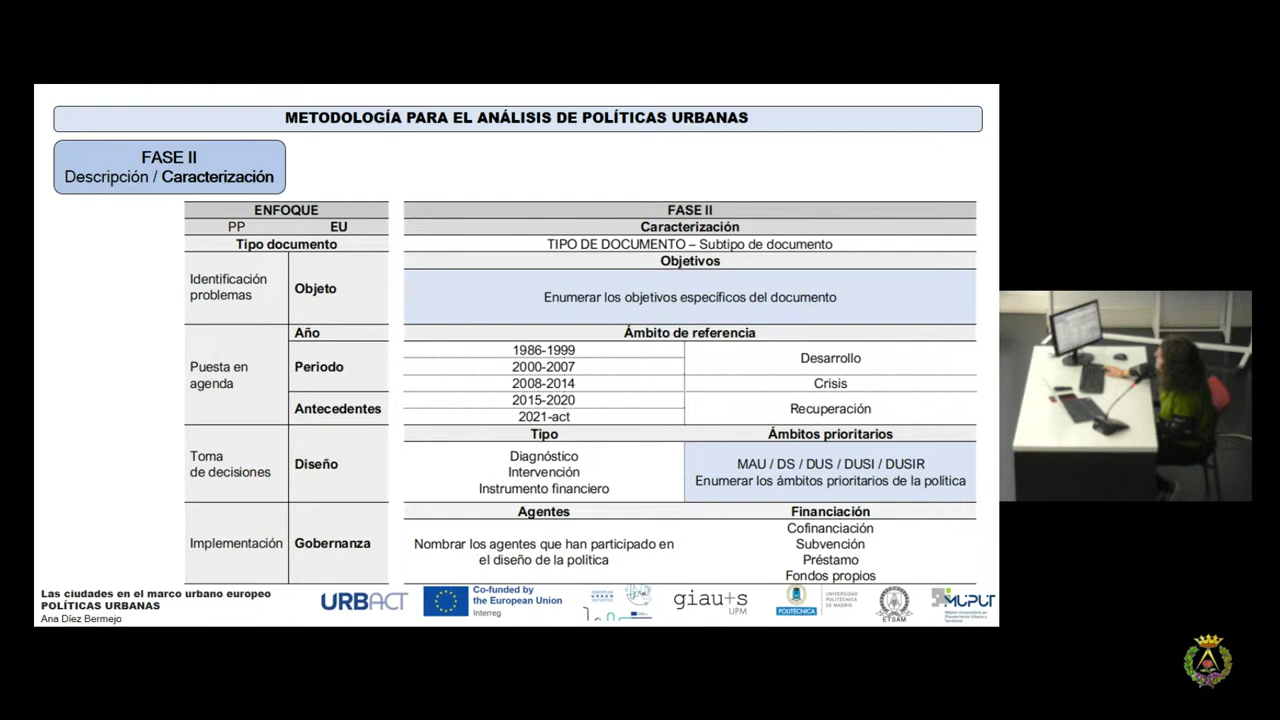 METODOLOGÍA PARA EL ANÁLISIS DE POLÍTICAS URBANAS
FASE II
Descripción / Caracterización
ENFOQUE
PP EU
Tipo documento
Identificación
problemas
Objeto
Puesta en
agenda
Año
Periodo
Antecedentes
Toma
de decisiones
Diseño
Implementación
Gobernanza
FASE II
Caracterización
TIPO DE DOCUMENTO – Subtipo de documento
Objetivos
Enumerar los objetivos específicos del documento
Ámbito de referencia
1986-1999
2000-2007
Desarrollo
2008-2014
Crisis
2015-2020
2021-act
Recuperación
Tipo
Ámbitos prioritarios
Diagnóstico
Intervención
Instrumento financiero
MAU / DS / DUS / DUSI / DUSIR
Enumerar los ámbitos prioritarios de la política
Agentes
Financiación
Nombrar los agentes que han participado en
el diseño de la política
Cofinanciación
Subvención
Préstamo
Fondos propios
Las ciudades en el marco urbano europeo
POLÍTICAS URBANAS
Ana Díez Bermejo
URBACT
Co-funded by
the European Union
Interreg
EUROPEAN
URBAN
INITIATIVE
giau+s
UPM
POLITÉCNICA
UNIVERSIDAD
POLITÉCNICA
DE MADRID
ETSAM
MUPUT